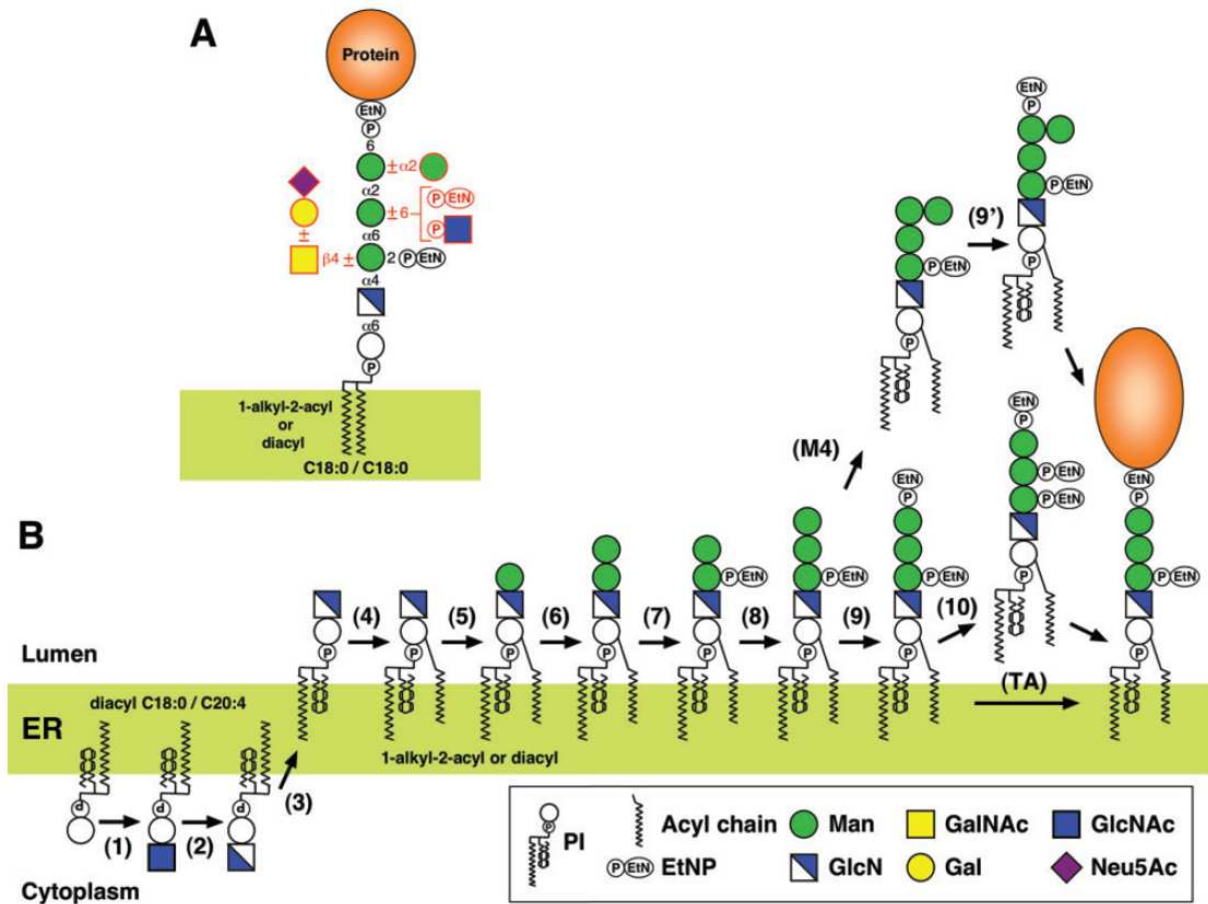 A
Protein
EtN
P
6
±α2
α2
±6
P EtN
P
±
α6
β4 ±
2 P EtN
α4
α6
P
1-alkyl-2-acyl
or
diacyl
C18:0 / C18:0
EtN
P
P EtN
(9')
P EtN
P
P
(M4)
EtN
P
P EtN
P EtN
P
B
EtN
P
EtN
P
P EtN
P EtN
P EtN
P EtN
(4)
(5)
(6)
(7)
(8)
(9)
(10)
P
P
P
P
P
P
P
P
Lumen
(TA)
diacyl C18:0 / C20:4
ER
1-alkyl-2-acyl or diacyl
P
P
P
(1)
(2)
(3)
Cytoplasm
P
PI
Acyl chain
P EtN EtNP
Man
GlcN
GalNAc
Gal
GlcNAc
Neu5Ac